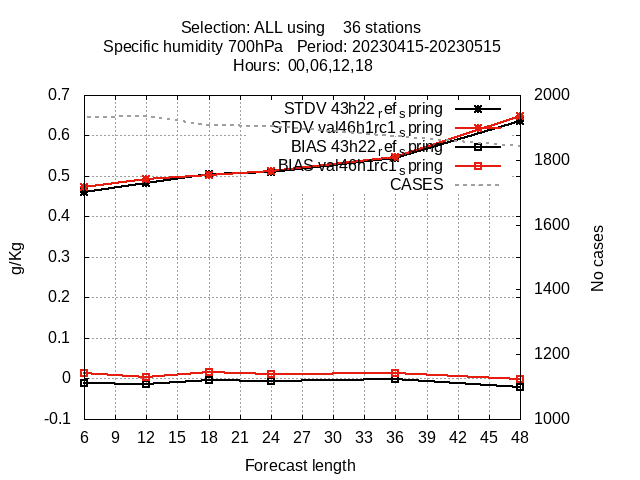 Selection: ALL using    36 stations
Specific humidity 700hPa   Period: 20230415-20230515
Hours:  00,06,12,18
0.7
0.6
0.5
0.4
0.3
0.2
0.1
0
-0.1
g/Kg
STDV 43h22_ref_spring
STDV val46h1rc1_spring
BIAS 43h22_ref_spring
BIAS val46h1rc1_spring
CASES
2000
1800
1600
1400
1200
1000
No cases
6 9 12 15 18 21 24 27 30 33 36 39 42 45 48
Forecast length